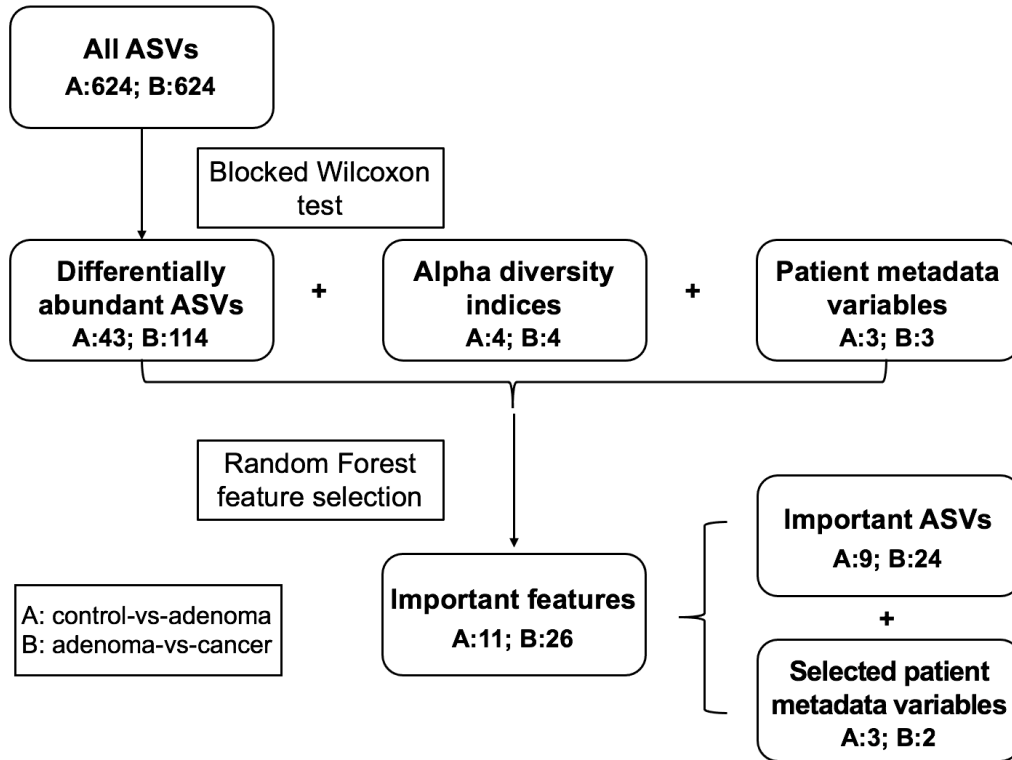 All ASVs
A:624; B:624
Blocked Wilcoxon
test
Differentially
abundant ASVs
A:43; B:114
+
Alpha diversity
indices
A:4; B:4
+
Patient metadata
variables
A:3; B:3
Random Forest
feature selection
Important features
A:11; B:26
Important ASVs
A:9; B:24
+
Selected patient
metadata variables
A:3; B:2
A: control-vs-adenoma
B: adenoma-vs-cancer